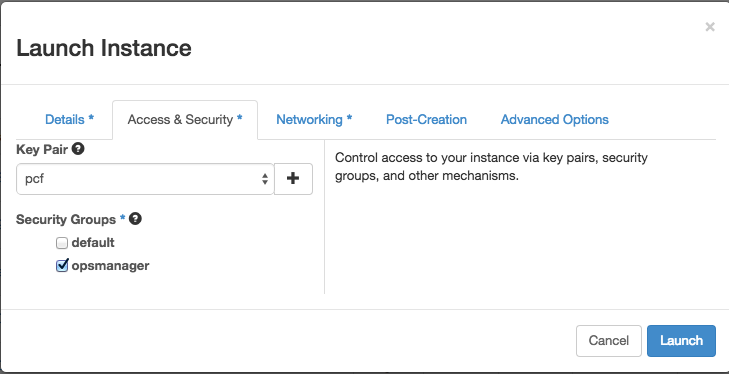 Launch Instance
×
Details *
Access & Security *
Networking *
Post-Creation
Advanced Options
Key Pair ?
pcf
+
Control access to your instance via key pairs, security
groups, and other mechanisms.
Security Groups * ?
default
opsmanager
Cancel
Launch